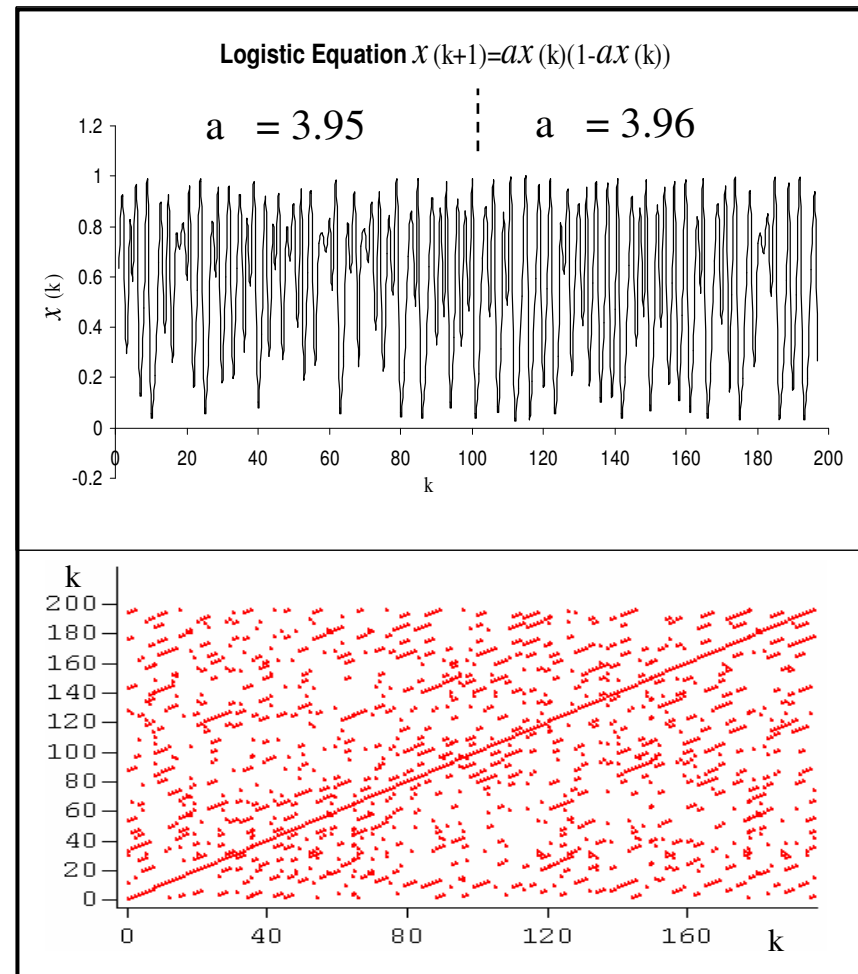 Logistic Equation x (k+1)=ax (k)(1-ax (k))
a = 3.95
a = 3.96
1.2
1
0.8
0.6
0.4
0.2
0
-0.2
x (k)
0 20 40 60 80 100 120 140 160 180 200
k
k
200
180
160
140
120
100
80
60
40
20
0
0 40 80 120 160
k